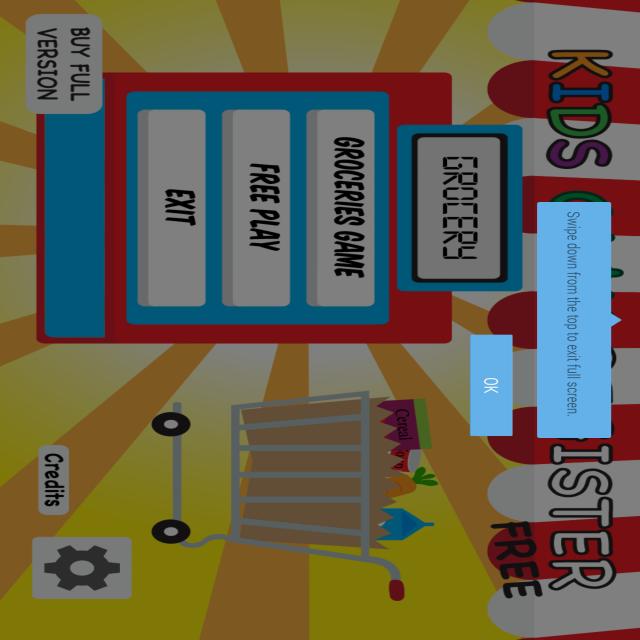 KIDS
ISTER
FREE
Swipe down from the top to exit full screen.
OK
GROCERY
GROCERIES GAME
FREE PLAY
EXIT
BUY FULL
VERSION
Cereal
Credits